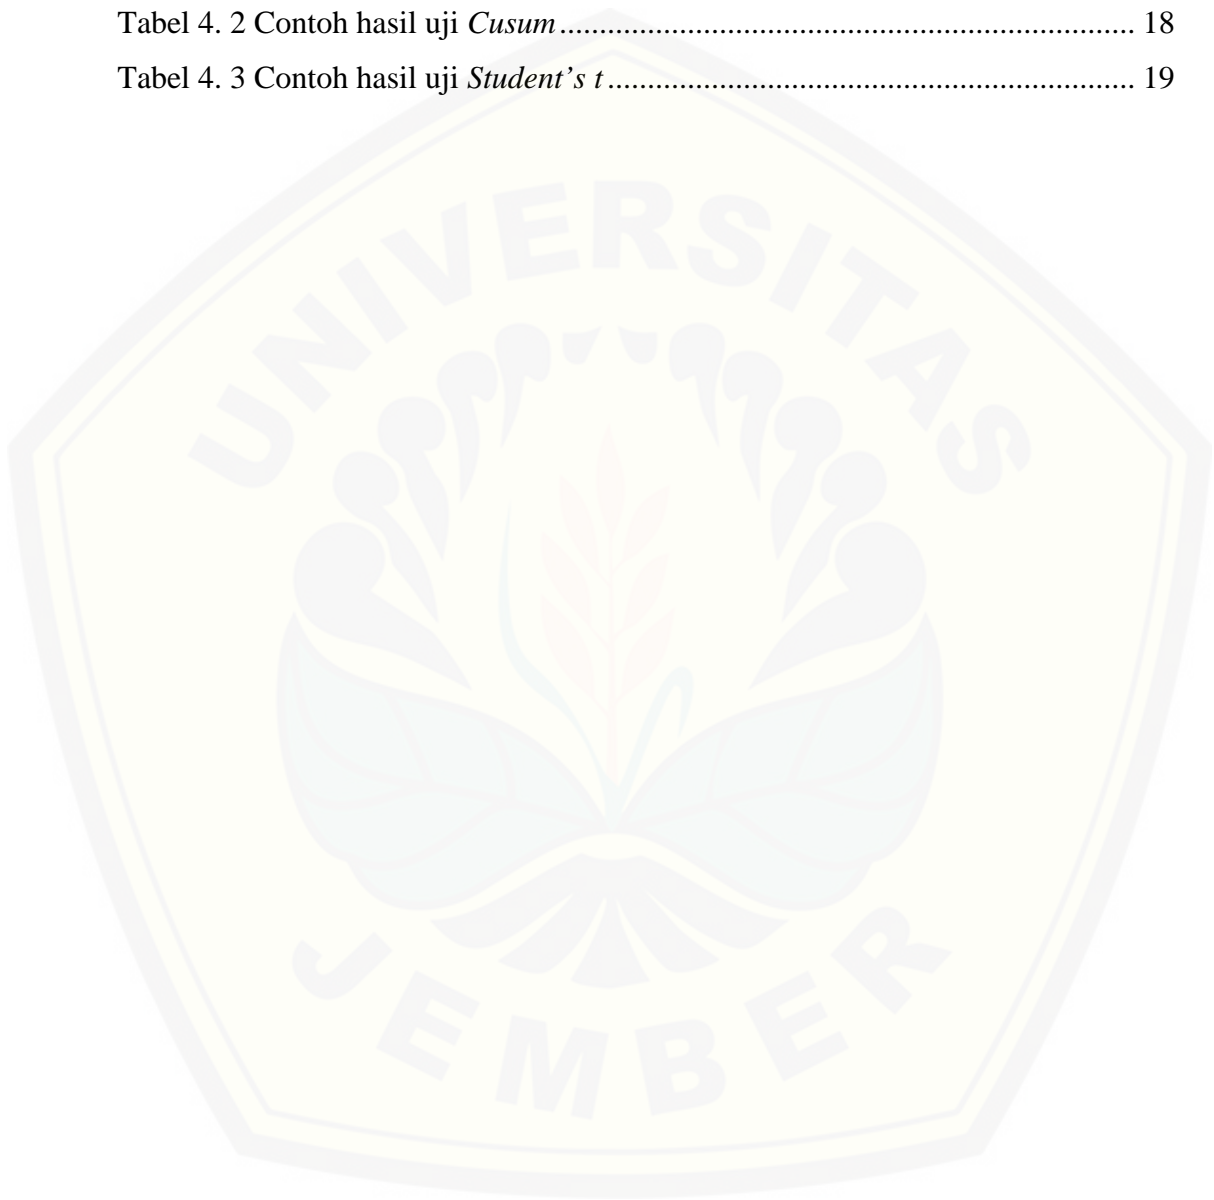 Tabel 4. 2 Contoh hasil uji Cusum ........................................................................ 18
Tabel 4. 3 Contoh hasil uji Student’s t .................................................................. 19
UNIVERSITAS
JEMBER